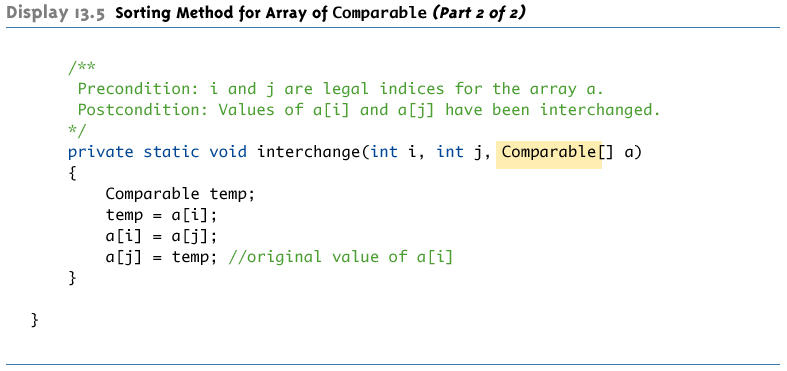 Display 13.5 Sorting Method for Array of Comparable (Part 2 of 2)
/**
Precondition: i and j are legal indices for the array a.
Postcondition: Values of a[i] and a[j] have been interchanged.
*/
private static void interchange(int i, int j, Comparable[] a)
{
Comparable temp;
temp = a[i];
a[i] = a[j];
a[j] = temp; //original value of a[i]
}
}